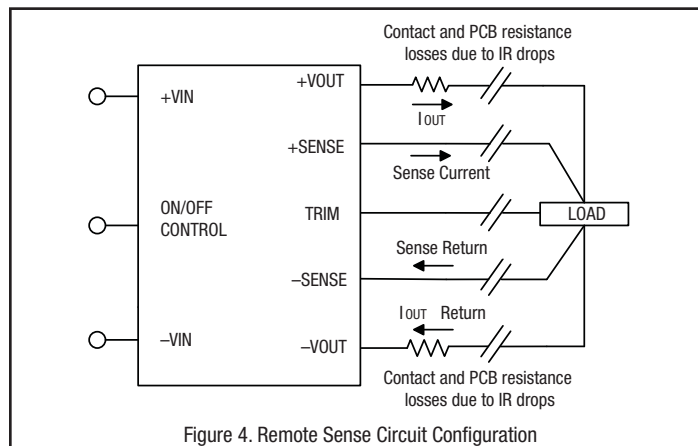 Contact and PCB resistance
losses due to IR drops
+VOUT
+VIN
IOUT
+SENSE
Sense Current
ON/OFF
CONTROL
TRIM
LOAD
Sense Return
–SENSE
IOUT Return
–VIN
–VOUT
Contact and PCB resistance
losses due to IR drops
Figure 4. Remote Sense Circuit Configuration